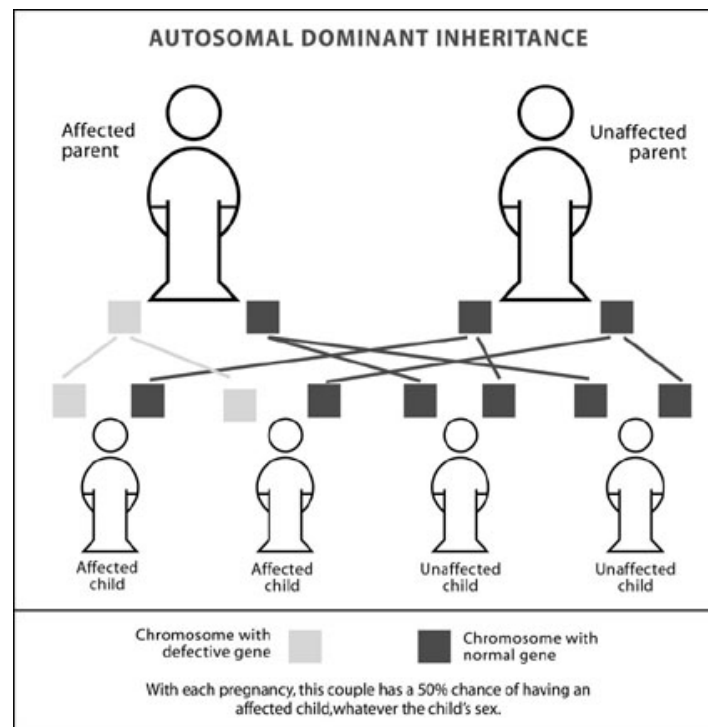 AUTOSOMAL DOMINANT INHERITANCE
Affected
parent
Unaffected
parent
Affected
child
Affected
child
Unaffected
child
Unaffected
child
Chromosome with
defective gene
Chromosome with
normal gene
With each pregnancy,this couple has a 50% chance of having an
affected child,whatever the child's sex.